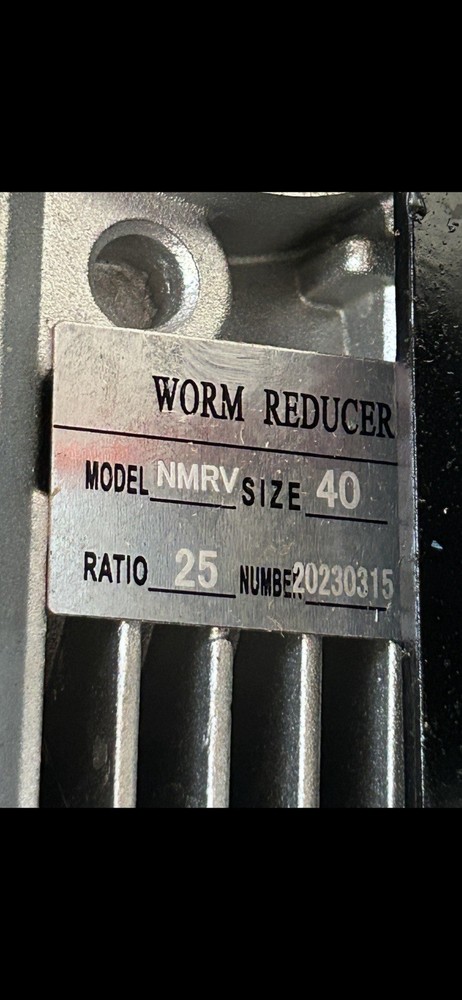 WORM REDUCER
MODEL NMRV SIZE 40
RATIO 25 NUMBER 20230315